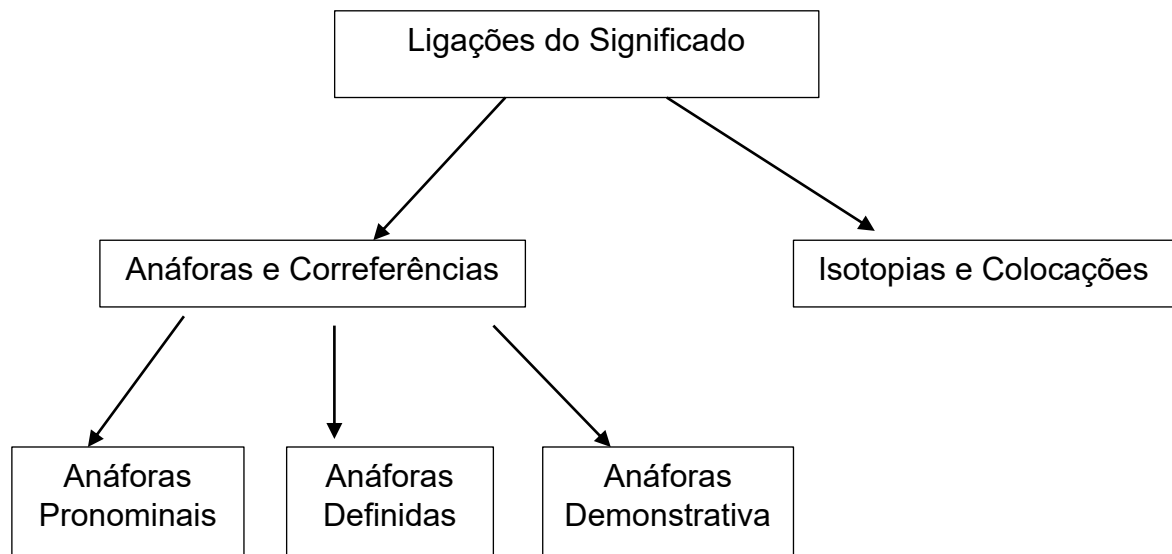 Ligações do Significado
Anáforas e Correferências
Isotopias e Colocações
Anáforas
Pronominais
Anáforas
Definidas
Anáforas
Demonstrativa